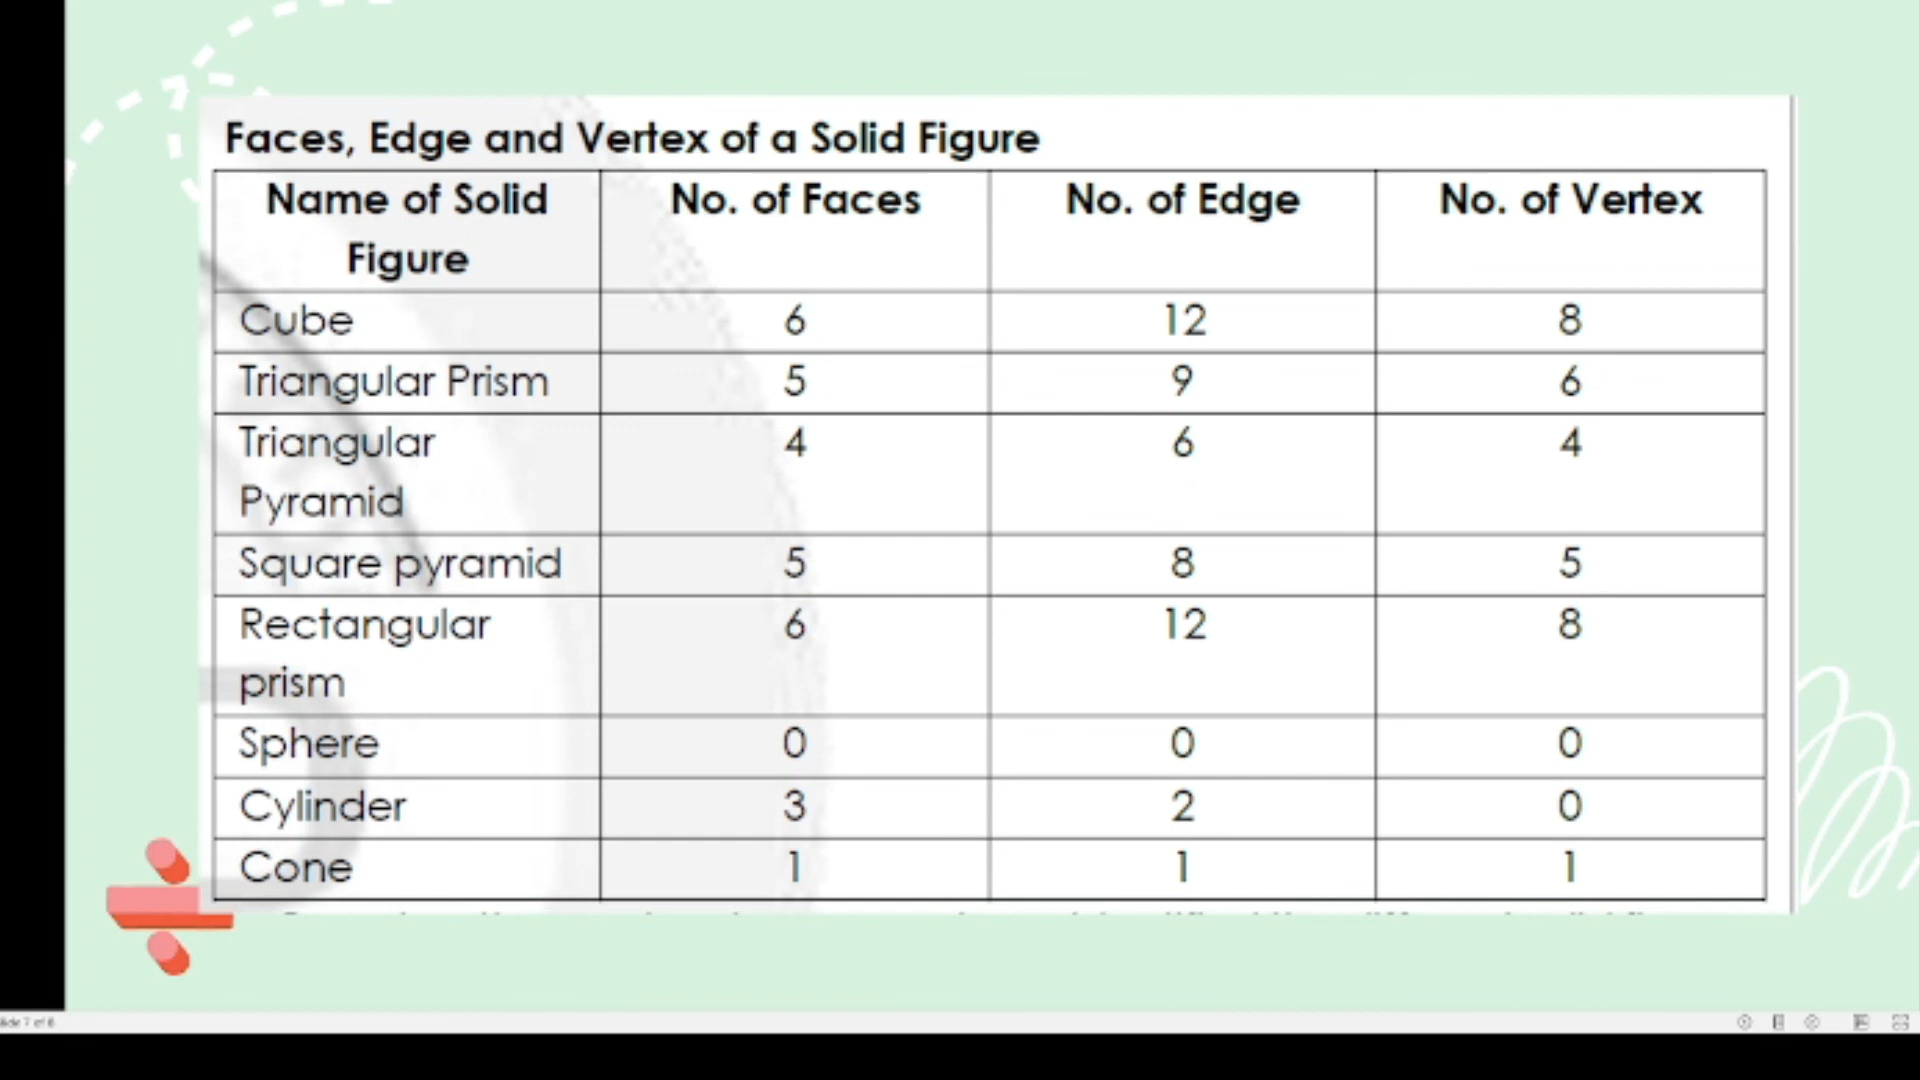 Faces, Edge and Vertex of a Solid Figure
Name of Solid Figure No. of Faces No. of Edge No. of Vertex
Cube 6 12 8
Triangular Prism 5 9 6
Triangular Pyramid 4 6 4
Square pyramid 5 8 5
Rectangular prism 6 12 8
Sphere 0 0 0
Cylinder 3 2 0
Cone 1 1 1